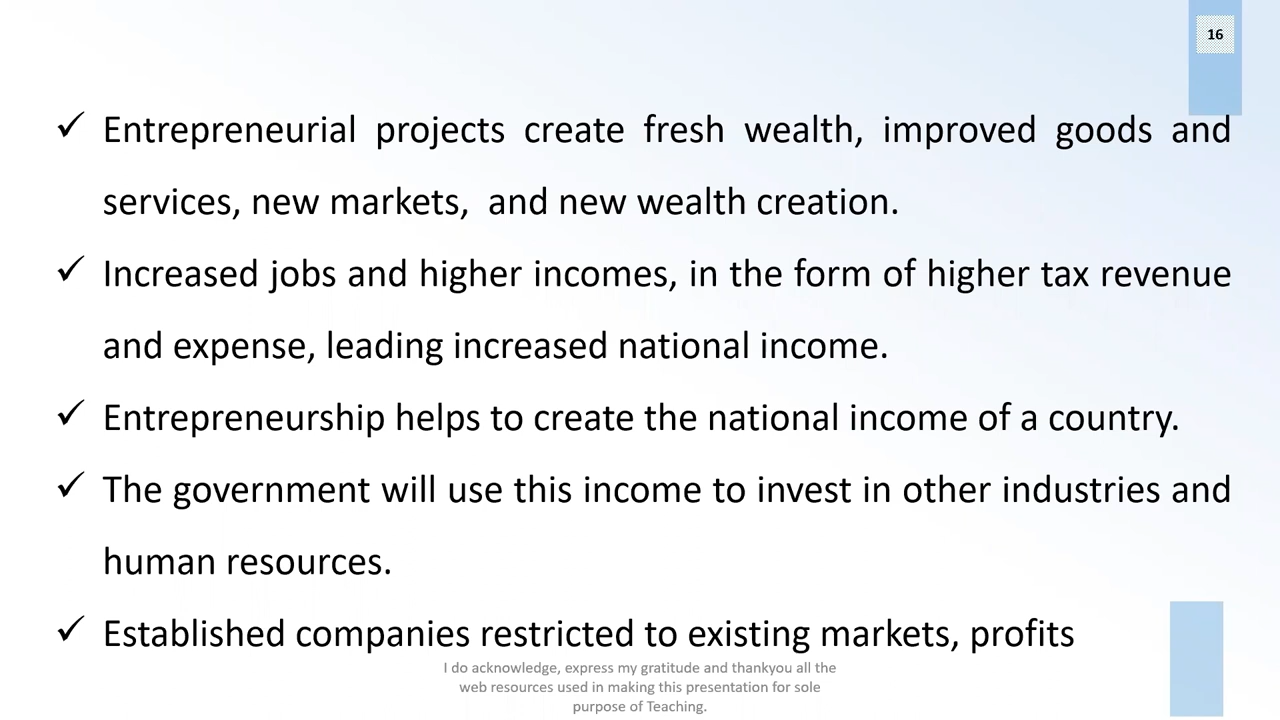 16
✓ Entrepreneurial projects create fresh wealth, improved goods and
services, new markets,  and new wealth creation.
✓ Increased jobs and higher incomes, in the form of higher tax revenue
and expense, leading increased national income.
✓ Entrepreneurship helps to create the national income of a country.
✓ The government will use this income to invest in other industries and
human resources.
✓ Established companies restricted to existing markets, profits
I do acknowledge, express my gratitude and thankyou all the
web resources used in making this presentation for sole
purpose of Teaching.